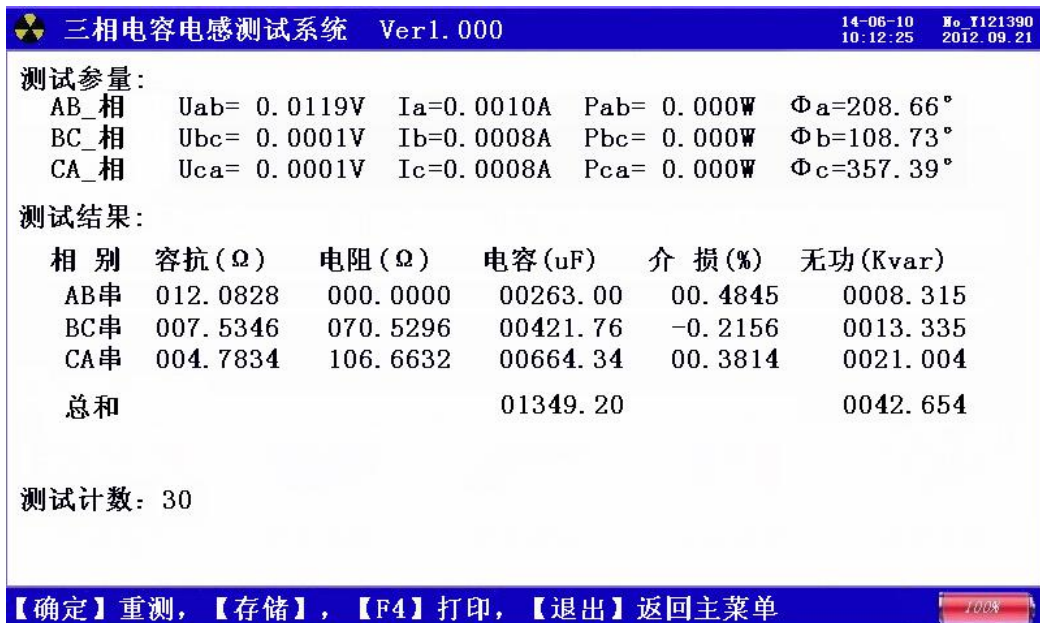 三相电容电感测试系统 Ver1.000 14-06-10 10:12:25 No_Y121390 2012.09.21
测试参量:
AB_相 Uab= 0.0119V Ia=0.0010A Pab= 0.000W Φa=208.66°
BC_相 Ubc= 0.0001V Ib=0.0008A Pbc= 0.000W Φb=108.73°
CA_相 Uca= 0.0001V Ic=0.0008A Pca= 0.000W Φc=357.39°
测试结果:
相 别 容抗(Ω) 电阻(Ω) 电容(uF) 介 损(%) 无功(Kvar)
AB串 012.0828 000.0000 00263.00 00.4845 0008.315
BC串 007.5346 070.5296 00421.76 -0.2156 0013.335
CA串 004.7834 106.6632 00664.34 00.3814 0021.004
总和 01349.20 0042.654
测试计数: 30
【确定】重测, 【存储】, 【F4】打印, 【退出】返回主菜单 100%